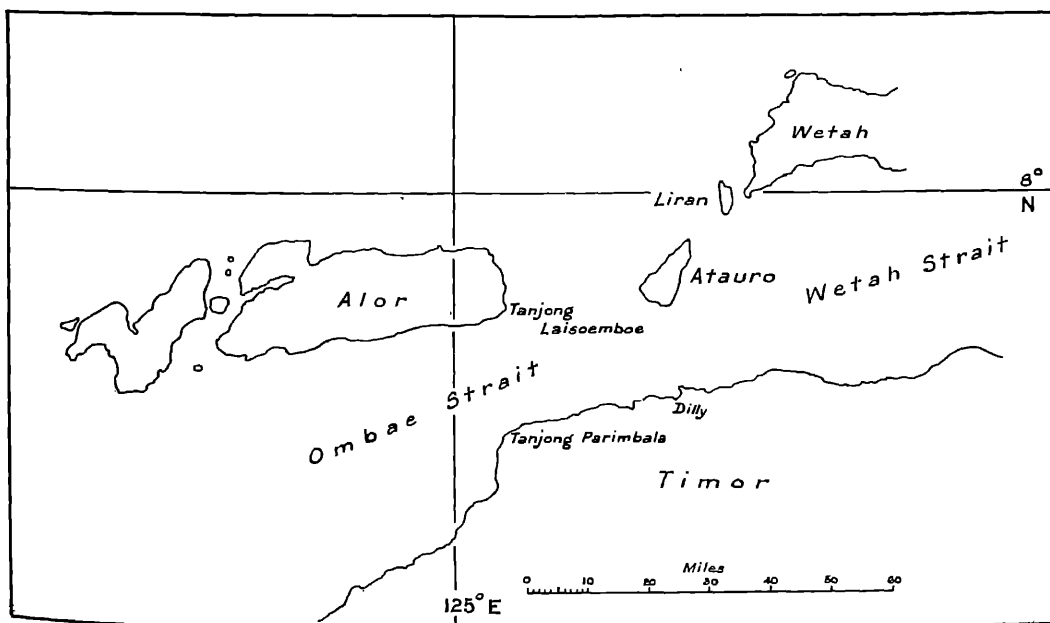 Wetah
Liran
8°
N
Wetah Strait
Atauro
Alor
Tanjong
Laisoemboe
Ombae Strait
Dilly
Tanjong Parimbala
Timor
Miles
0 10 20 30 40 60
125° E